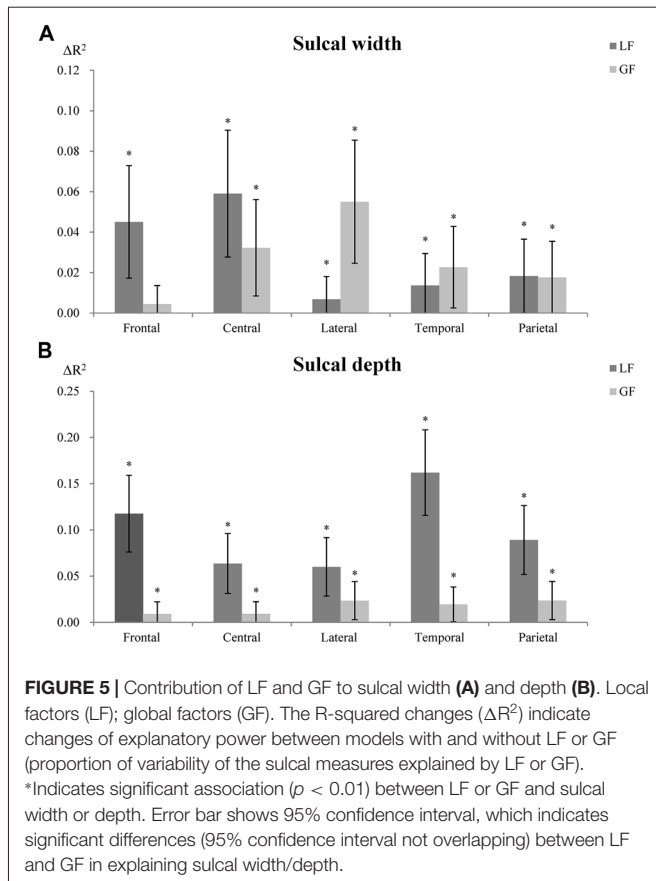 A
Sulcal width
ΔR²
LF
GF
0.12
0.10
0.08
0.06
0.04
0.02
0.00
* * * * * * * * *
Frontal Central Lateral Temporal Parietal
B
Sulcal depth
ΔR²
LF
GF
0.25
0.20
0.15
0.10
0.05
0.00
* * * * * * * * * *
Frontal Central Lateral Temporal Parietal
FIGURE 5 | Contribution of LF and GF to sulcal width (A) and depth (B). Local
factors (LF); global factors (GF). The R-squared changes (ΔR²) indicate
changes of explanatory power between models with and without LF or GF
(proportion of variability of the sulcal measures explained by LF or GF).
*Indicates significant association (p < 0.01) between LF or GF and sulcal
width or depth. Error bar shows 95% confidence interval, which indicates
significant differences (95% confidence interval not overlapping) between LF
and GF in explaining sulcal width/depth.